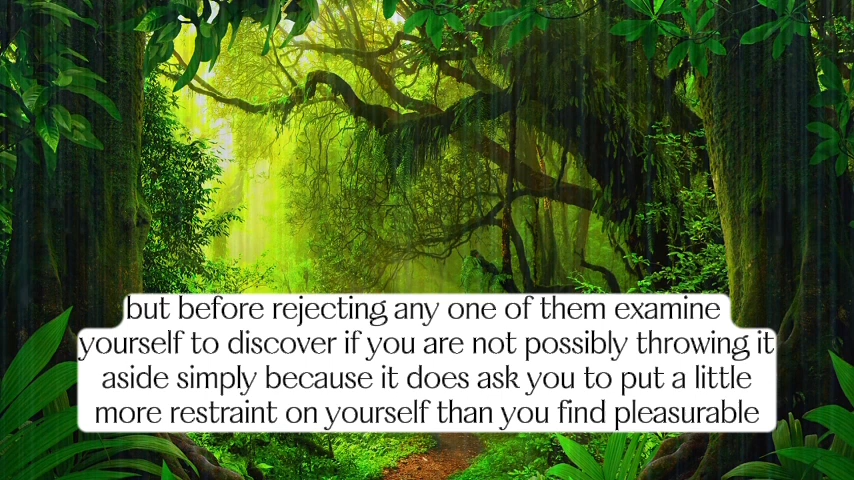 but before rejecting any one of them examine
yourself to discover if you are not possibly throwing it
aside simply because it does ask you to put a little
more restraint on yourself than you find pleasurable